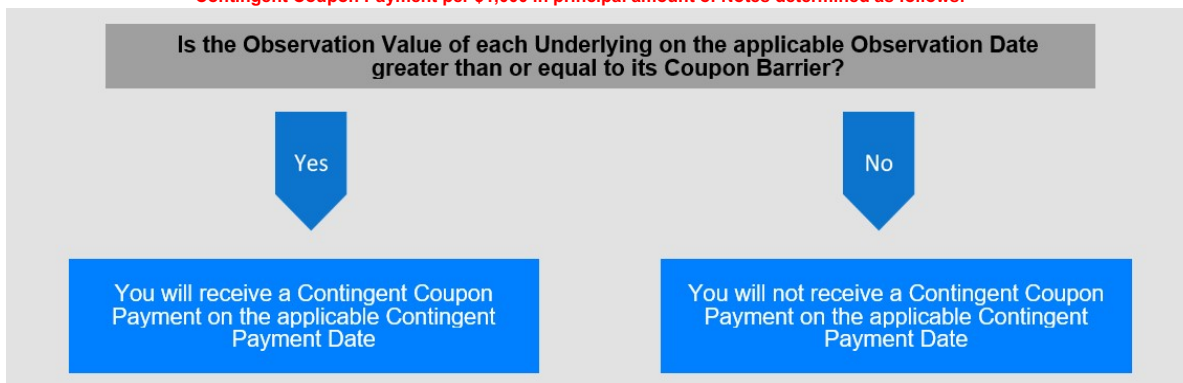 Contingent Coupon Payment per $1,000 in principal amount of Notes determined as follows:
Is the Observation Value of each Underlying on the applicable Observation Date
greater than or equal to its Coupon Barrier?
Yes
No
You will receive a Contingent Coupon
Payment on the applicable Contingent
Payment Date
You will not receive a Contingent Coupon
Payment on the applicable Contingent
Payment Date